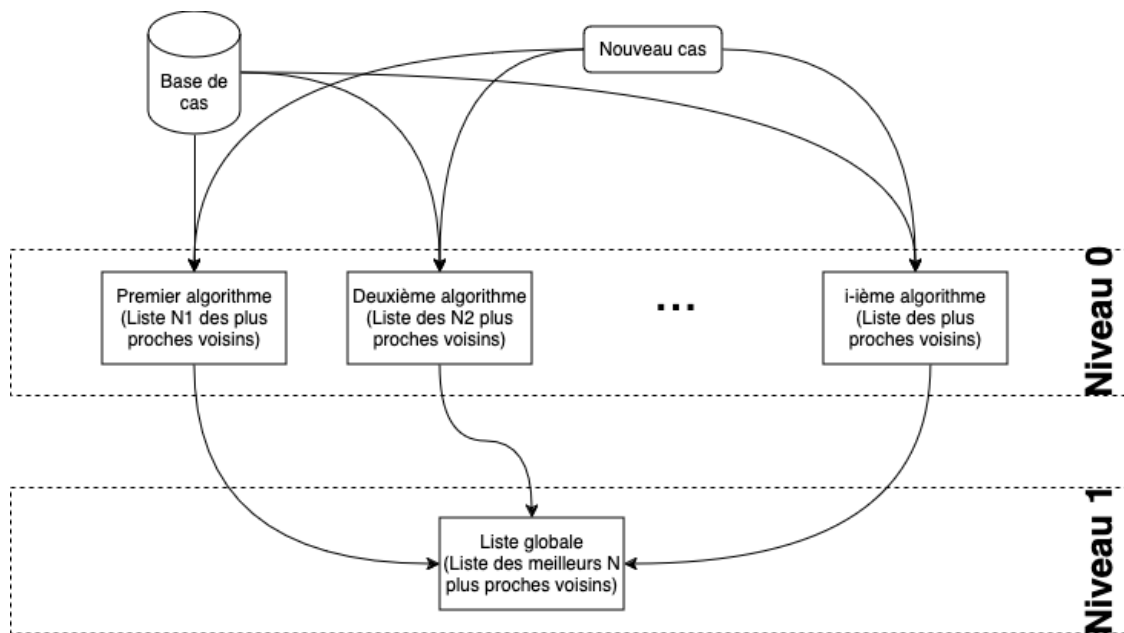 Base de
cas
Nouveau cas
Premier algorithme
(Liste N1 des plus
proches voisins)
Deuxième algorithme
(Liste des N2 plus
proches voisins)
...
i-ième algorithme
(Liste des plus
proches voisins)
Niveau 0
Liste globale
(Liste des meilleurs N
plus proches voisins)
Niveau 1